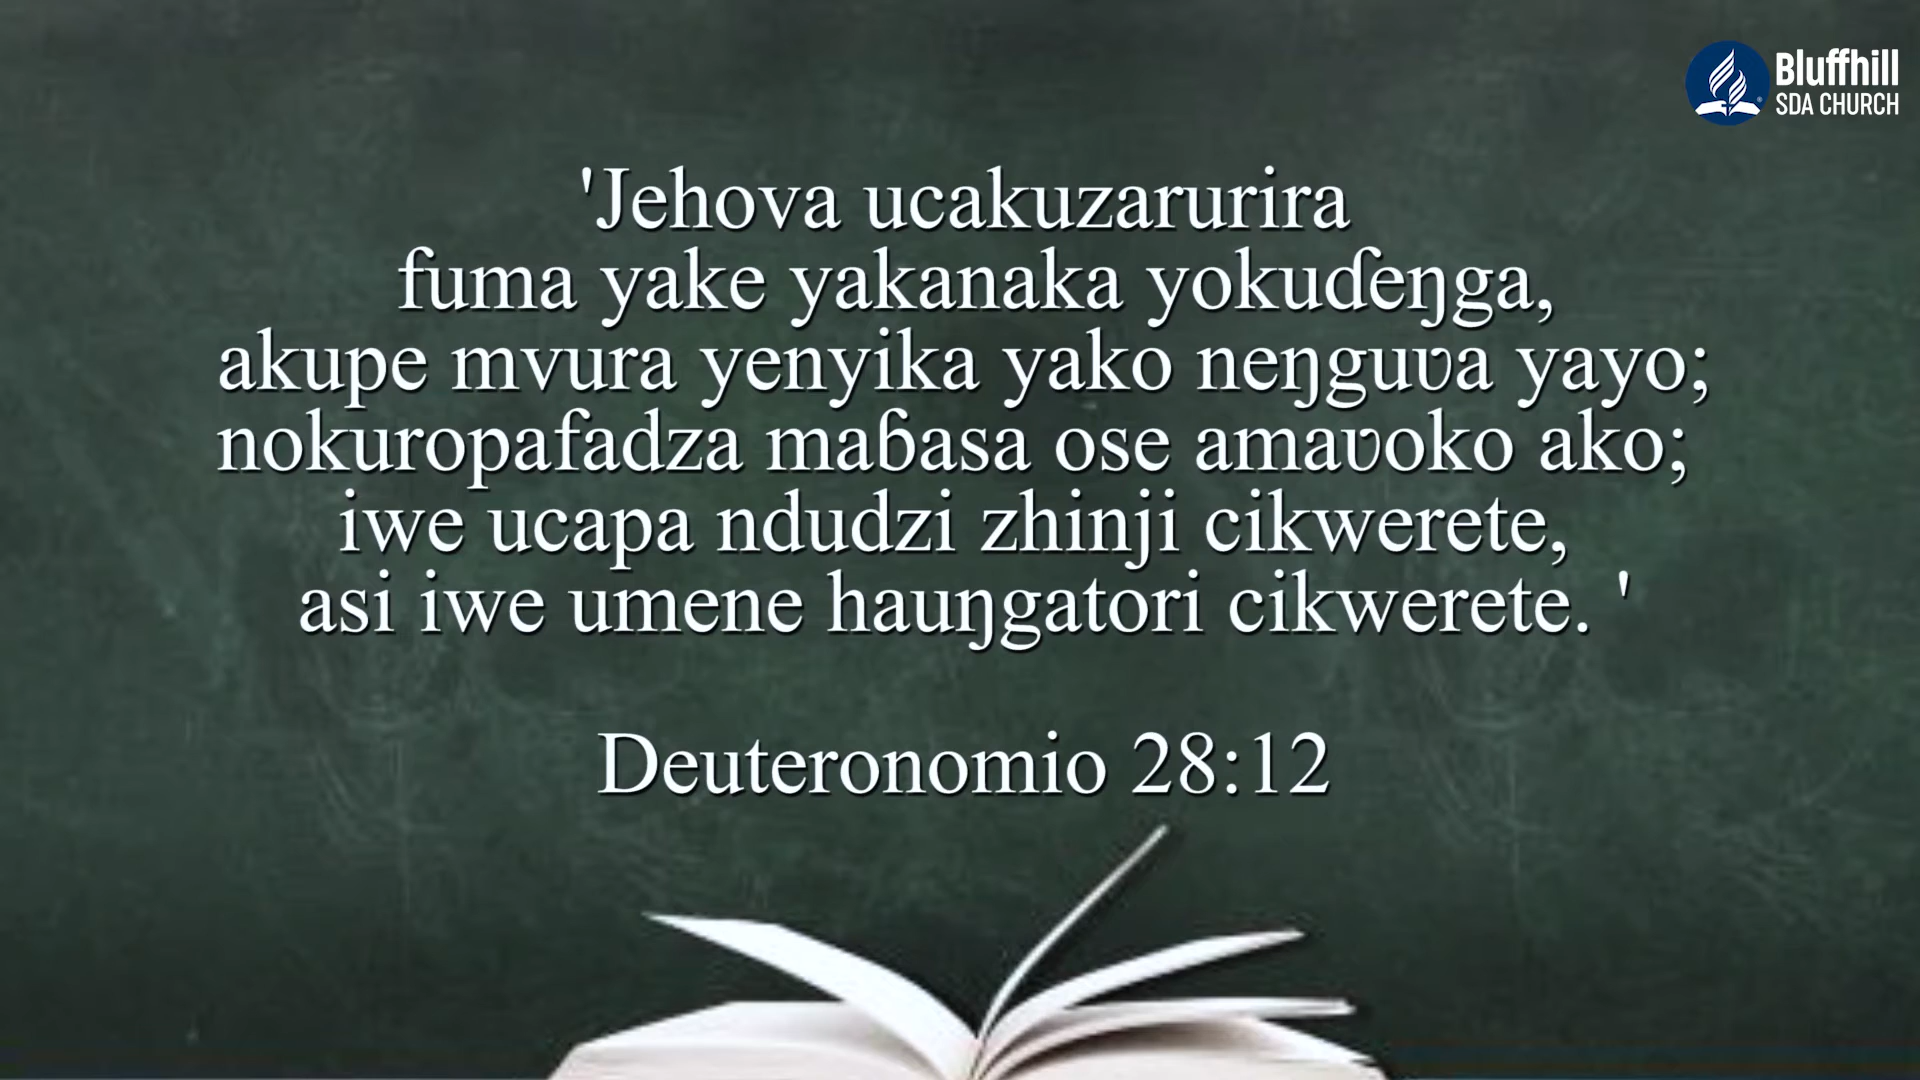 Bluffhill
SDA CHURCH
'Jehova ucakuzarurira
fuma yake yakanaka yokuɗeŋga,
akupe mvura yenyika yako neŋguʋa yayo;
nokuropafadza maɓasa ose amaʋoko ako;
iwe ucapa ndudzi zhinji cikwerete,
asi iwe umene hauŋgatori cikwerete. '
Deuteronomio 28:12